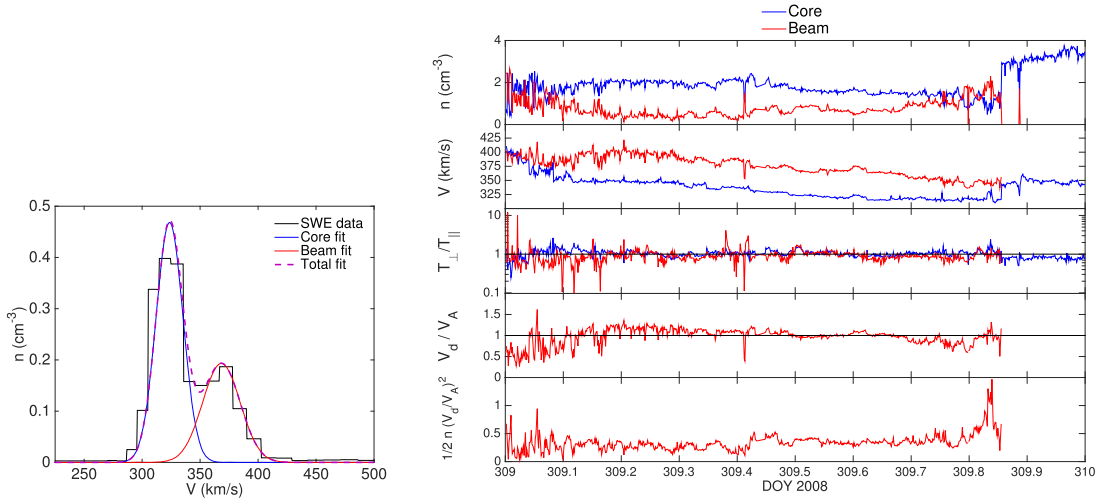 Core
Beam
4
2
0
n (cm⁻³)
425
400
375
350
325
V (km/s)
10
1
0.1
T⊥/T∥
1.5
1
0.5
0
V_d / V_A
1
0.5
0
1/2 n (V_d/V_A)²
309 309.1 309.2 309.3 309.4 309.5 309.6 309.7 309.8 309.9 310
DOY 2008
0.5
0.4
0.3
0.2
0.1
0
n (cm⁻³)
SWE data
Core fit
Beam fit
Total fit
250 300 350 400 450 500
V (km/s)